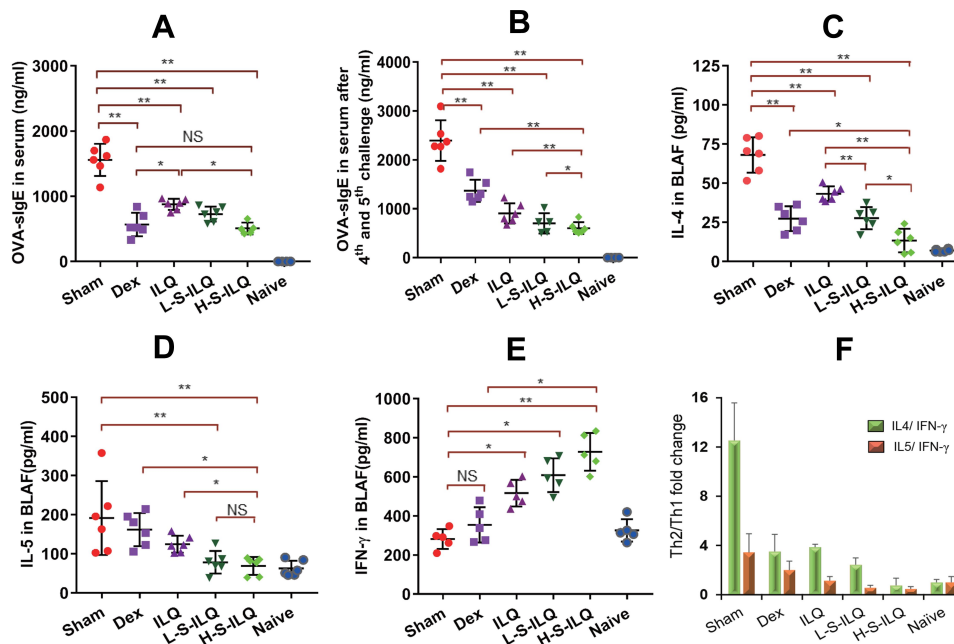 A
OVA-sIgE in serum (ng/ml)
3000
2000
1000
0
**
**
**
**
NS
*
*
Sham
Dex
ILQ
L-S-ILQ
H-S-ILQ
Naive
B
OVA-sIgE in serum after
4th and 5th challenge (ng/ml)
4000
3000
2000
1000
0
**
**
**
**
**
**
*
Sham
Dex
ILQ
L-S-ILQ
H-S-ILQ
Naive
C
IL-4 in BLAF (pg/ml)
125
100
75
50
25
0
**
**
**
**
*
**
**
*
Sham
Dex
ILQ
L-S-ILQ
H-S-ILQ
Naive
D
IL-5 in BLAF(pg/ml)
500
400
300
200
100
0
**
**
*
*
NS
Sham
Dex
ILQ
L-S-ILQ
H-S-ILQ
Naive
E
IFN-γ in BLAF(pg/ml)
1000
800
600
400
200
0
*
**
*
*
NS
Sham
Dex
ILQ
L-S-ILQ
H-S-ILQ
Naive
F
Th2/Th1 fold change
16
12
8
4
0
IL4/ IFN-γ
IL5/ IFN-γ
Sham
Dex
ILQ
L-S-ILQ
H-S-ILQ
Naive